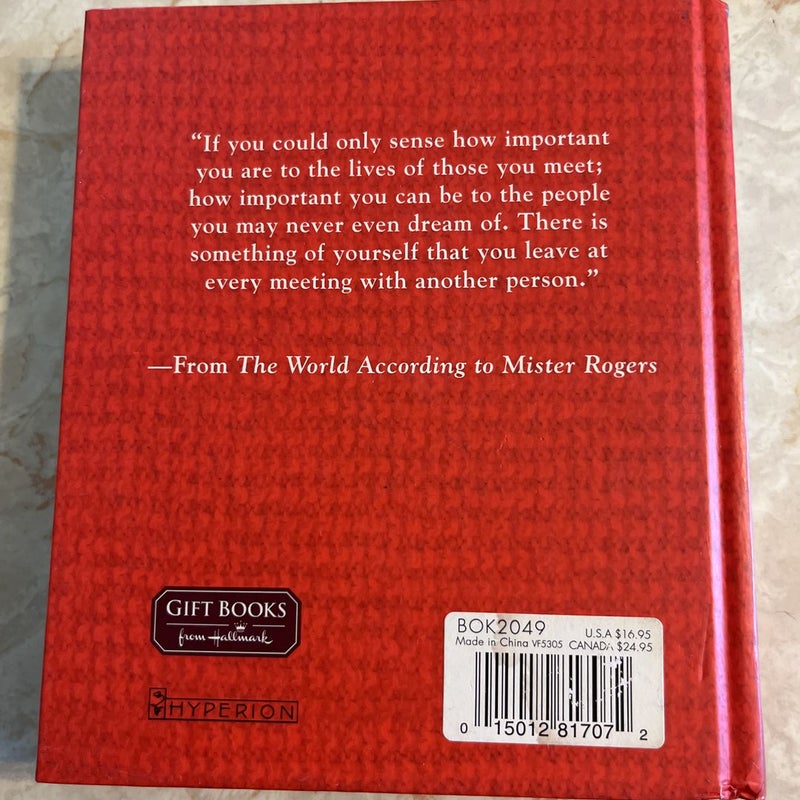 “If you could only sense how important
you are to the lives of those you meet;
how important you can be to the people
you may never even dream of. There is
something of yourself that you leave at
every meeting with another person.”
—From The World According to Mister Rogers
GIFT BOOKS
from Hallmark
HYPERION
BOK2049 U.S.A $16.95
Made in China VF5305 CANADA $24.95
0 15012 81707 2